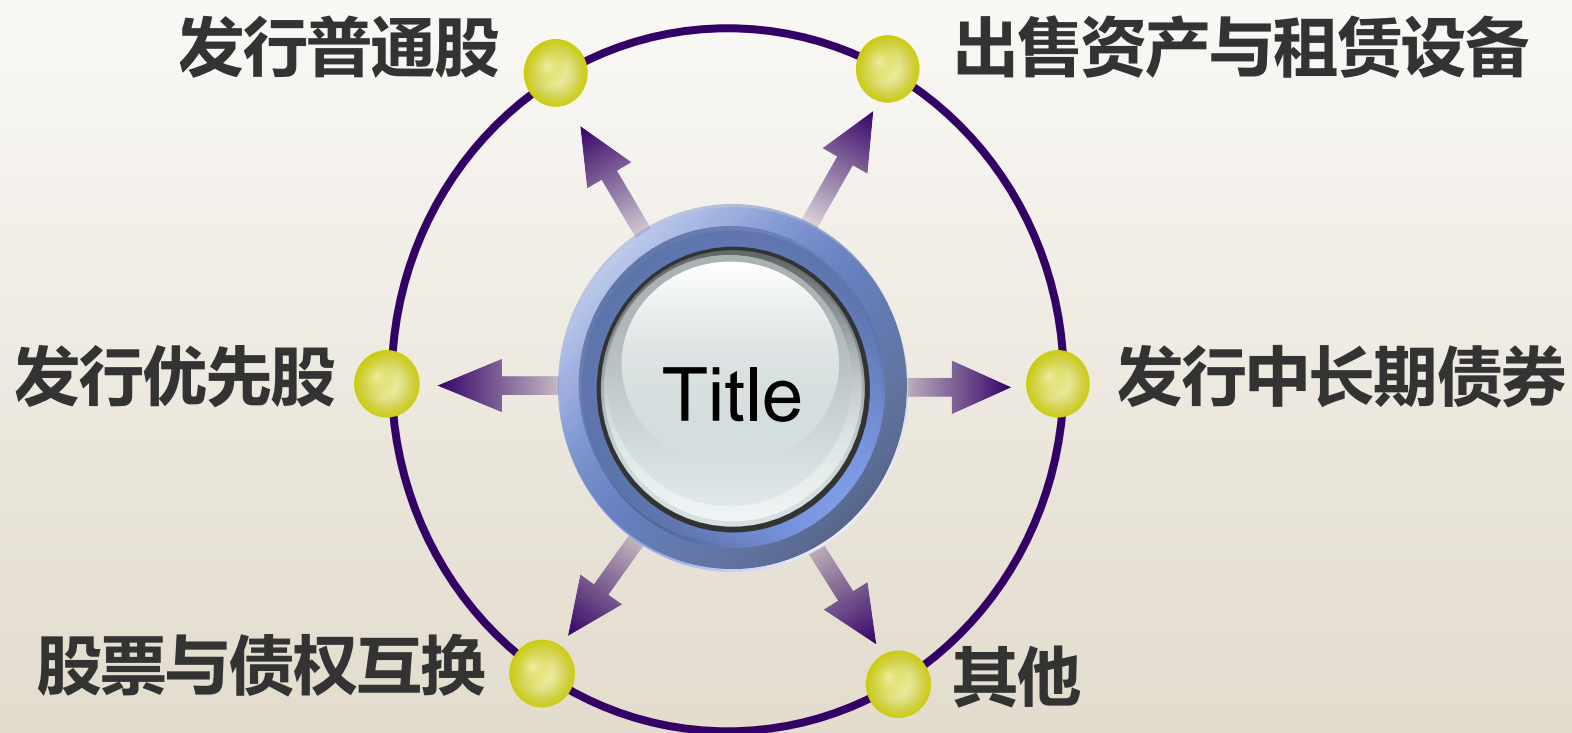 发行普通股
出售资产与租赁设备
发行优先股
Title
发行中长期债券
股票与债权互换
其他